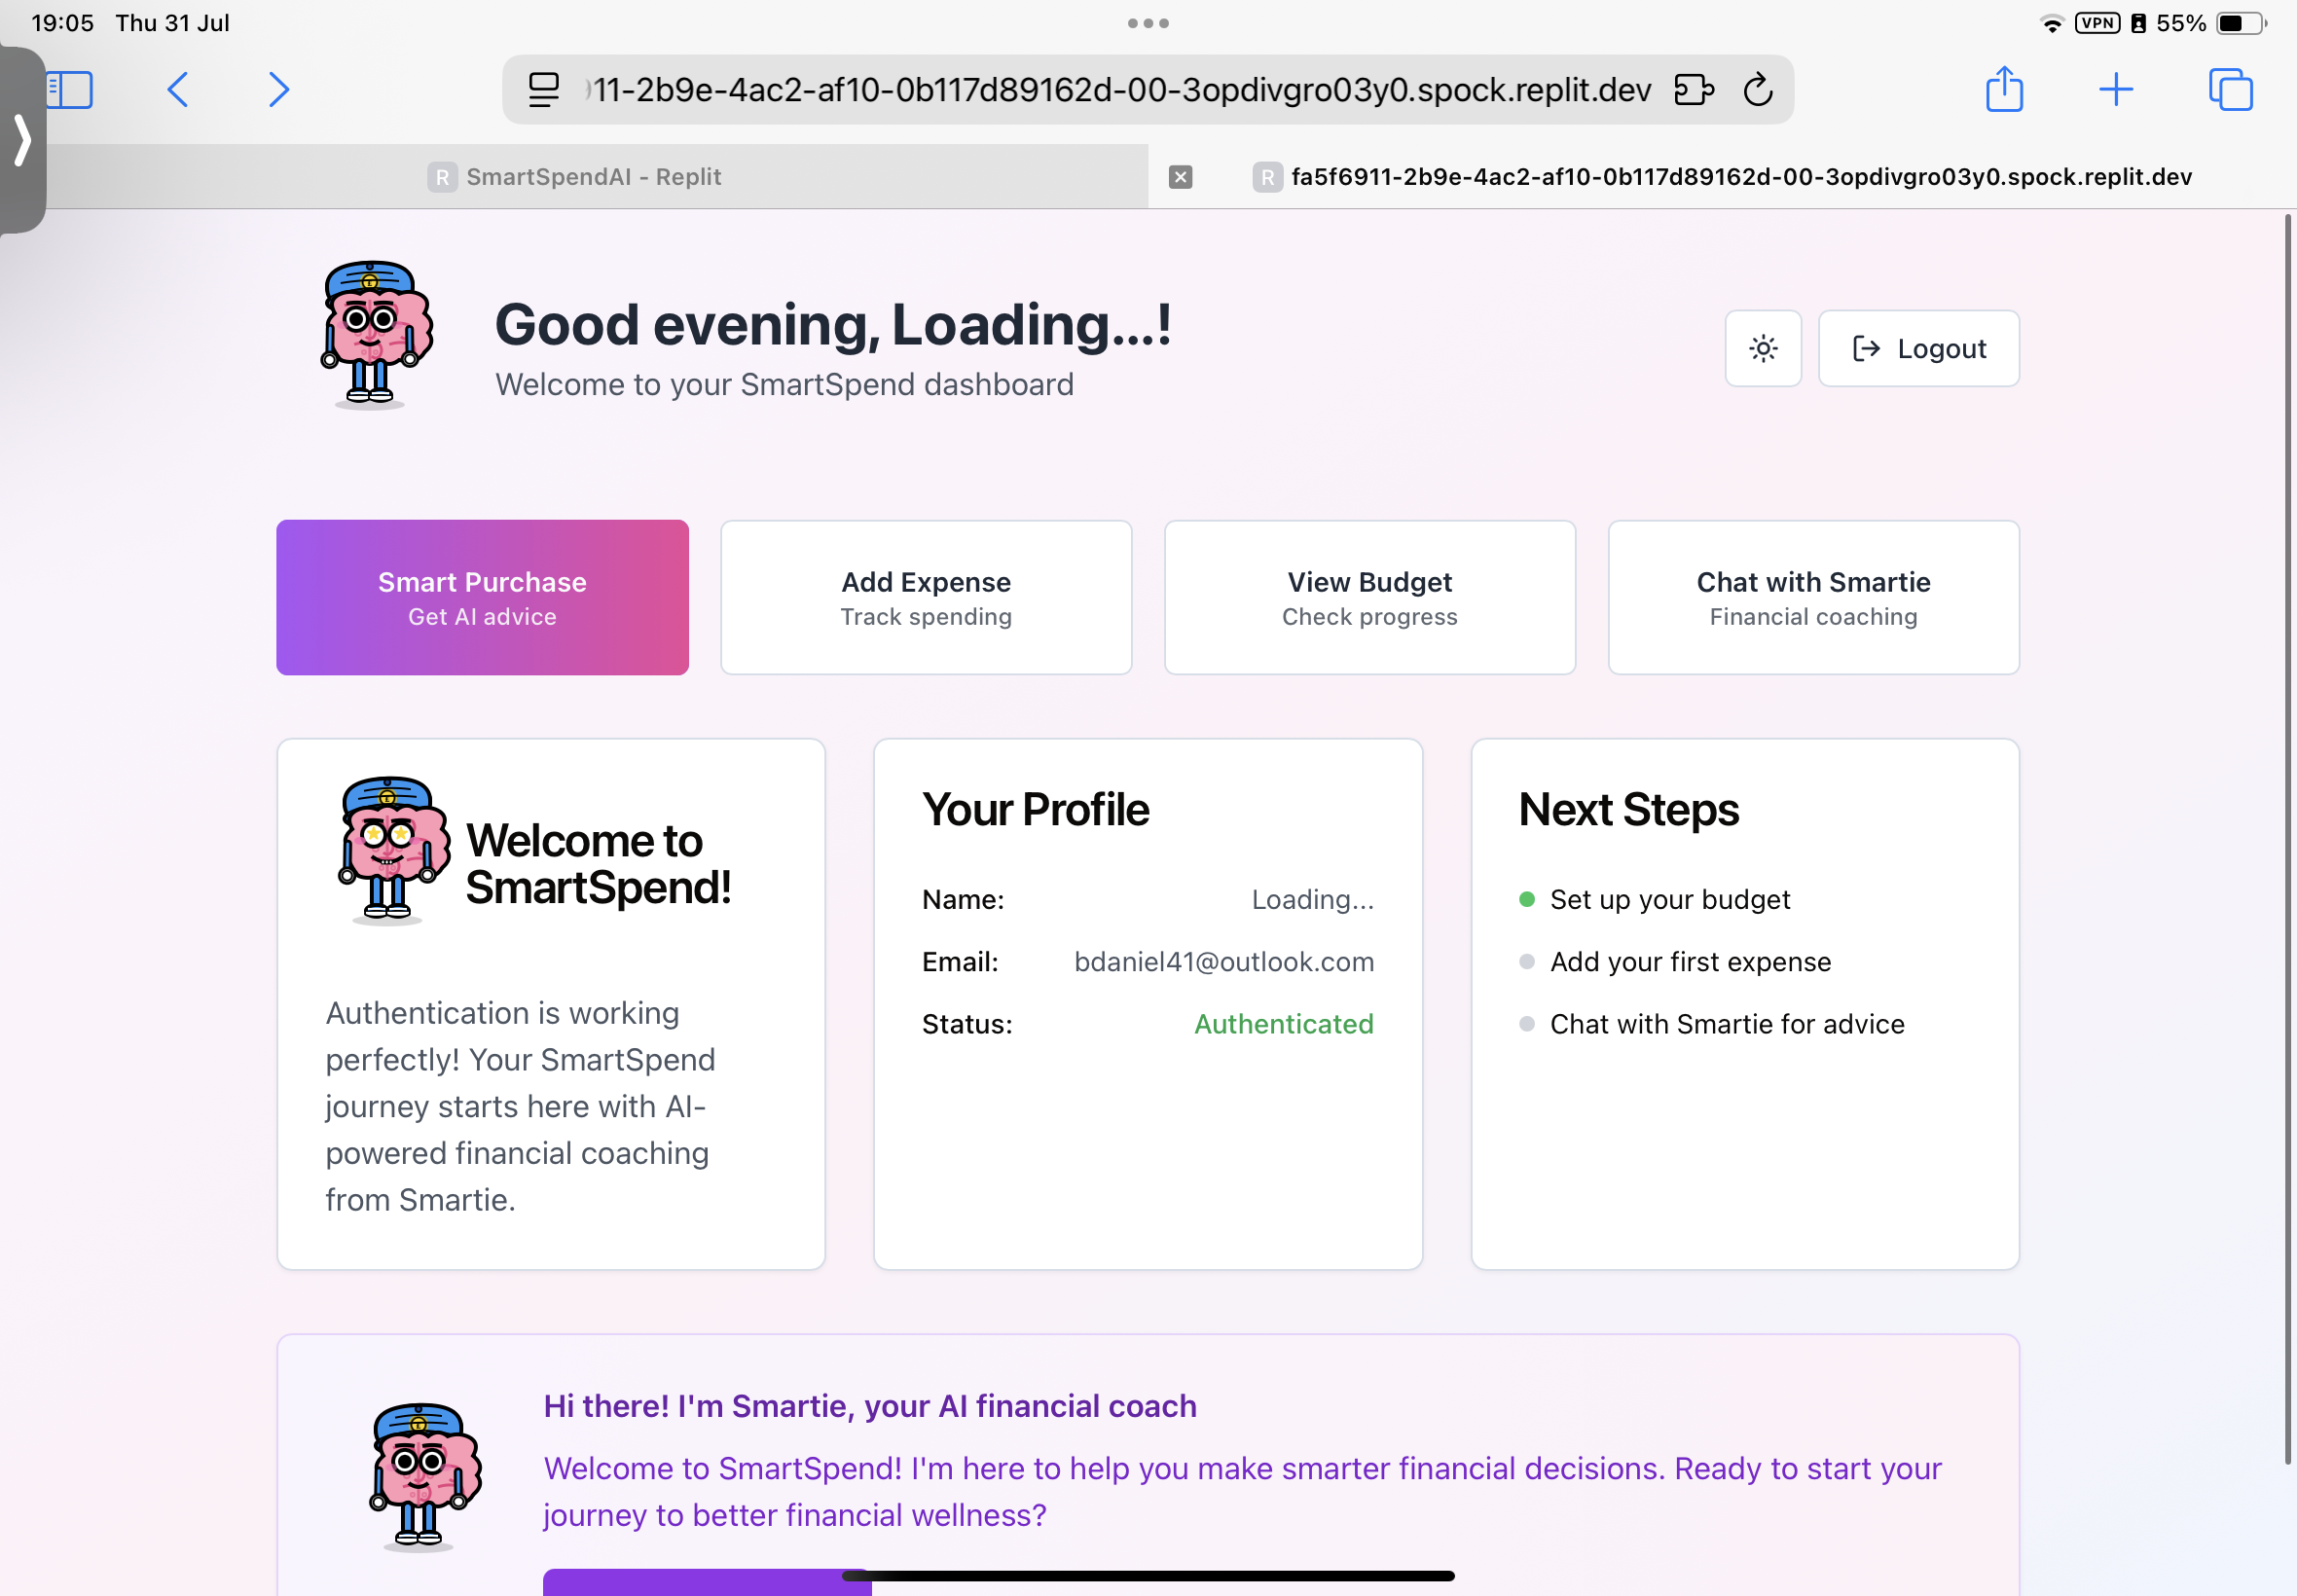 19:05 Thu 31 Jul
VPN 55%
11-2b9e-4ac2-af10-0b117d89162d-00-3opdivgro03y0.spock.replit.dev
R SmartSpendAI - Replit
R fa5f6911-2b9e-4ac2-af10-0b117d89162d-00-3opdivgro03y0.spock.replit.dev
Good evening, Loading...!
Welcome to your SmartSpend dashboard
Logout
Smart Purchase
Get AI advice
Add Expense
Track spending
View Budget
Check progress
Chat with Smartie
Financial coaching
Welcome to
SmartSpend!
Authentication is working
perfectly! Your SmartSpend
journey starts here with AI-
powered financial coaching
from Smartie.
Your Profile
Name: Loading...
Email: bdaniel41@outlook.com
Status: Authenticated
Next Steps
Set up your budget
Add your first expense
Chat with Smartie for advice
Hi there! I'm Smartie, your AI financial coach
Welcome to SmartSpend! I'm here to help you make smarter financial decisions. Ready to start your
journey to better financial wellness?